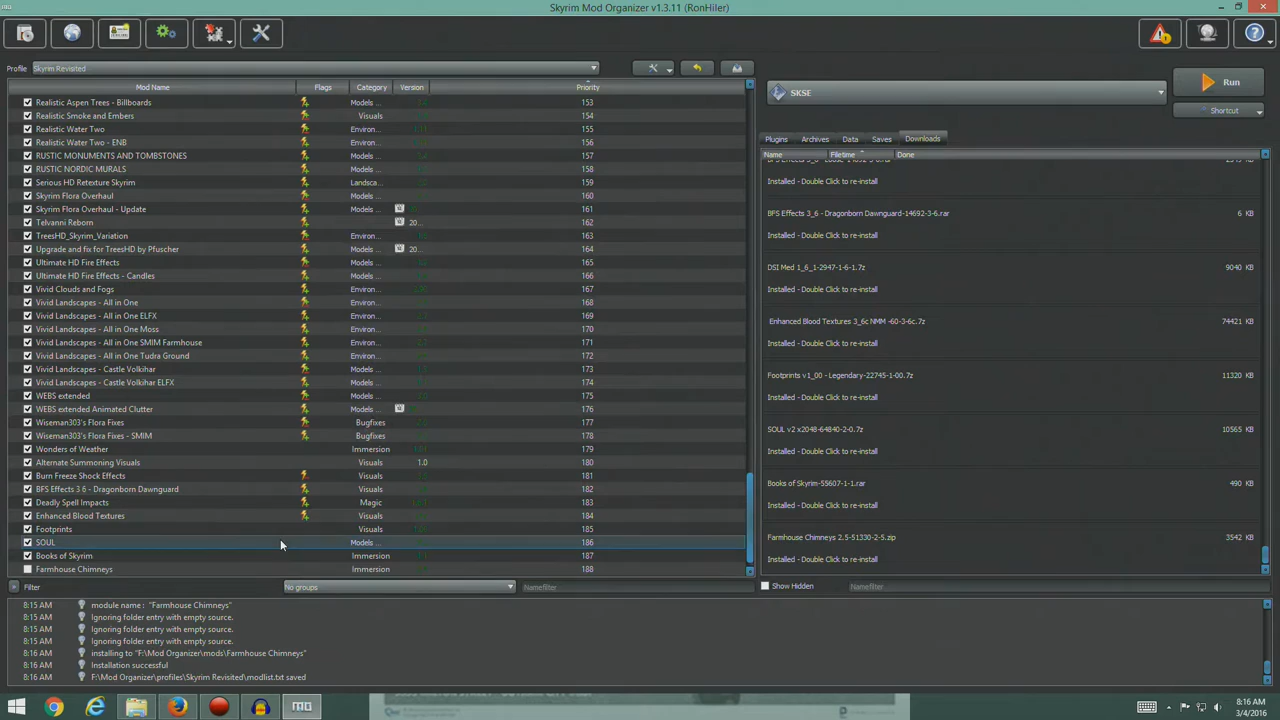 Skyrim Mod Organizer v1.3.11 (RonHiler)
Profile Skyrim Revisited
SKSE
Run
Shortcut
Plugins Archives Data Saves Downloads
Mod Name Flags Category Version Priority
Realistic Aspen Trees - Billboards Models ... 153
Realistic Smoke and Embers Visuals 154
Realistic Water Two Environ... 155
Realistic Water Two - ENB Environ... 156
RUSTIC MONUMENTS AND TOMBSTONES Models ... 157
RUSTIC NORDIC MURALS Models ... 158
Serious HD Retexture Skyrim Landsca... 159
Skyrim Flora Overhaul Models ... 160
Skyrim Flora Overhaul - Update Models ... 161
Telvanni Reborn 20... 162
TreesHD_Skyrim_Variation Environ... 163
Upgrade and fix for TreesHD by Pfuscher Models ... 20... 164
Ultimate HD Fire Effects Models ... 165
Ultimate HD Fire Effects - Candles Models ... 166
Vivid Clouds and Fogs Environ... 167
Vivid Landscapes - All in One Environ... 168
Vivid Landscapes - All in One ELFX Environ... 169
Vivid Landscapes - All in One Moss Environ... 170
Vivid Landscapes - All in One SMIM Farmhouse Environ... 171
Vivid Landscapes - All in One Tudra Ground Environ... 172
Vivid Landscapes - Castle Volkihar Models ... 173
Vivid Landscapes - Castle Volkihar ELFX Models ... 174
WEBS extended Models ... 175
WEBS extended Animated Clutter Models ... 176
Wiseman303's Flora Fixes Bugfixes 177
Wiseman303's Flora Fixes - SMIM Bugfixes 178
Wonders of Weather Immersion 179
Alternate Summoning Visuals Visuals 1.0 180
Burn Freeze Shock Effects Visuals 181
BFS Effects 3 6 - Dragonborn Dawnguard Visuals 182
Deadly Spell Impacts Magic 183
Enhanced Blood Textures Visuals 184
Footprints Visuals 185
SOUL Models ... 186
Books of Skyrim Immersion 187
Farmhouse Chimneys Immersion 188
Filter No groups Namefilter
Name Filetime Done
Installed - Double Click to re-install
BFS Effects 3_6 - Dragonborn Dawnguard-14692-3-6.rar 6 KB
Installed - Double Click to re-install
DSI Med 1_6_1-2947-1-6-1.7z 9040 KB
Installed - Double Click to re-install
Enhanced Blood Textures 3_6c NMM -60-3-6c.7z 74421 KB
Installed - Double Click to re-install
Footprints v1_00 - Legendary-22745-1-00.7z 11320 KB
Installed - Double Click to re-install
SOUL v2 x2048-64840-2-0.7z 10565 KB
Installed - Double Click to re-install
Books of Skyrim-55607-1-1.rar 490 KB
Installed - Double Click to re-install
Farmhouse Chimneys 2.5-51330-2-5.zip 3542 KB
Installed - Double Click to re-install
Show Hidden Namefilter
8:15 AM module name : "Farmhouse Chimneys"
8:15 AM Ignoring folder entry with empty source.
8:15 AM Ignoring folder entry with empty source.
8:15 AM Ignoring folder entry with empty source.
8:16 AM installing to "F:\Mod Organizer\mods\Farmhouse Chimneys"
8:16 AM Installation successful
8:16 AM F:\Mod Organizer\profiles\Skyrim Revisited\modlist.txt saved
8:16 AM
3/4/2016